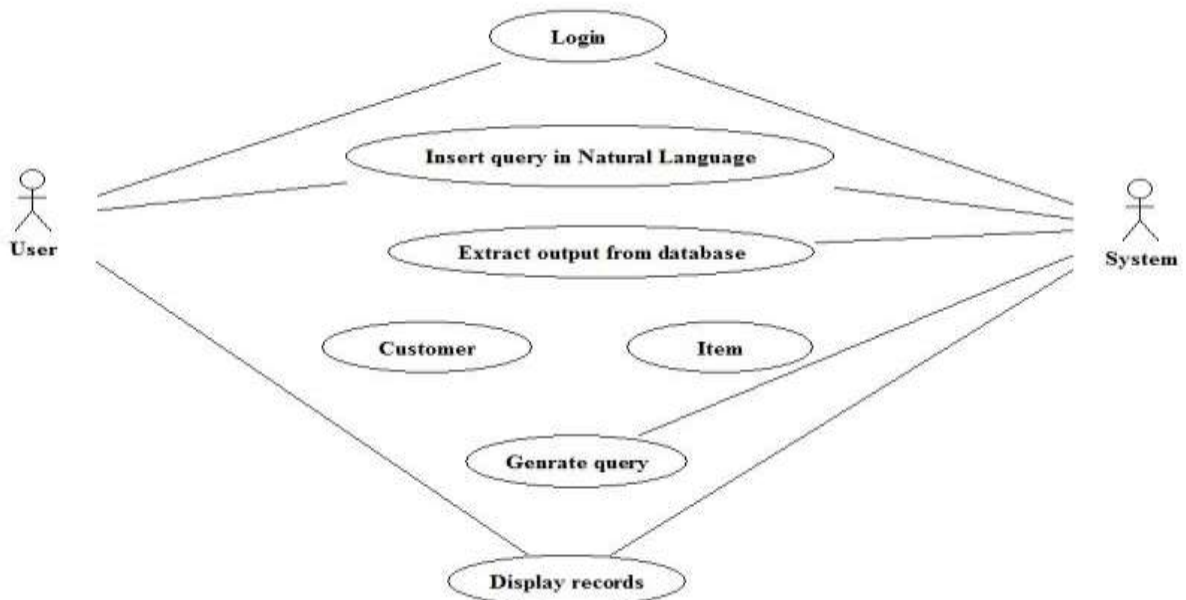 Login
Insert query in Natural Language
User
System
Extract output from database
Customer
Item
Genrate query
Display records